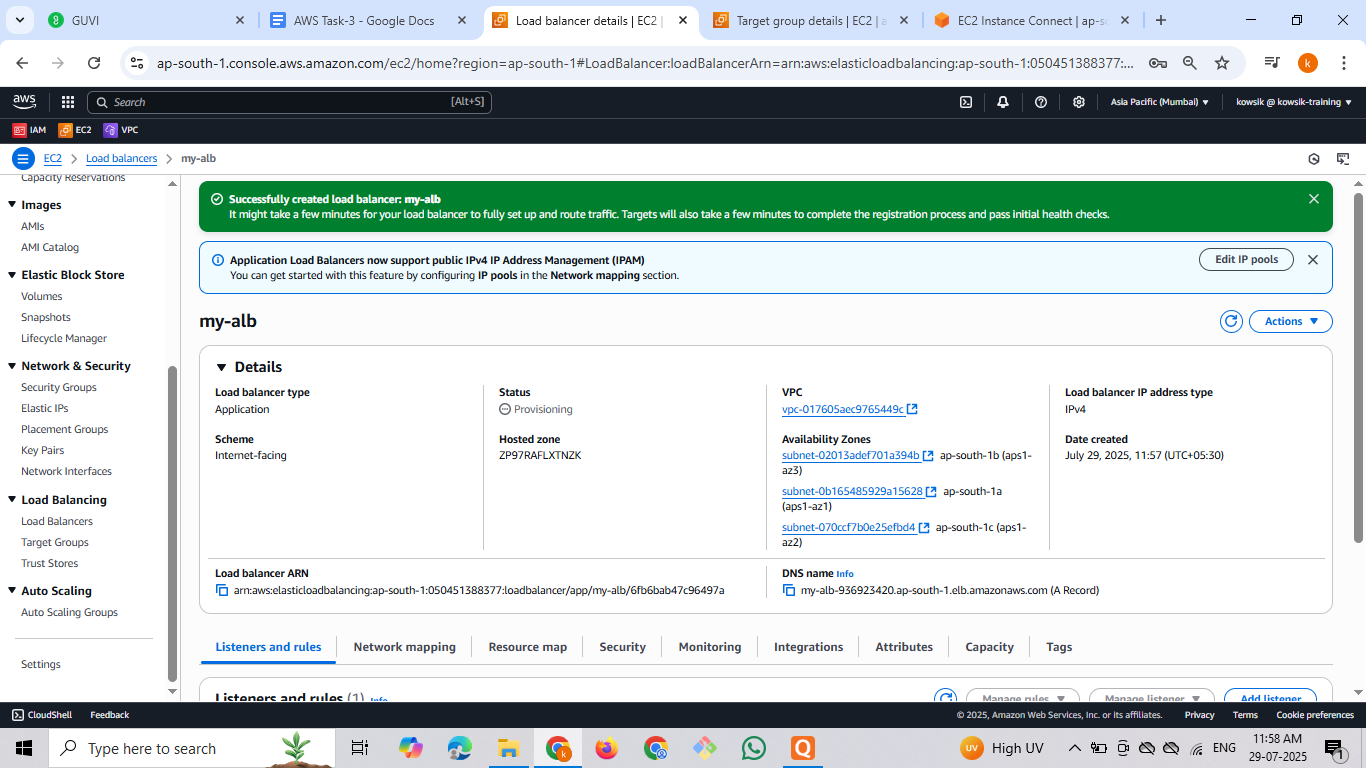 GUVI
AWS Task-3 - Google Docs
Load balancer details | EC2 |
Target group details | EC2 | a
EC2 Instance Connect | ap-so
ap-south-1.console.aws.amazon.com/ec2/home?region=ap-south-1#LoadBalancer:loadBalancerArn=arn:aws:elasticloadbalancing:ap-south-1:050451388377:...
k
aws
Search
[Alt+S]
Asia Pacific (Mumbai)
kowsik @ kowsik-training
IAM
EC2
VPC
EC2
Load balancers
my-alb
Capacity Reservations
Images
AMIs
AMI Catalog
Elastic Block Store
Volumes
Snapshots
Lifecycle Manager
Network & Security
Security Groups
Elastic IPs
Placement Groups
Key Pairs
Network Interfaces
Load Balancing
Load Balancers
Target Groups
Trust Stores
Auto Scaling
Auto Scaling Groups
Settings
Successfully created load balancer: my-alb
It might take a few minutes for your load balancer to fully set up and route traffic. Targets will also take a few minutes to complete the registration process and pass initial health checks.
Application Load Balancers now support public IPv4 IP Address Management (IPAM)
You can get started with this feature by configuring IP pools in the Network mapping section.
Edit IP pools
my-alb
Actions
Details
Load balancer type
Application
Scheme
Internet-facing
Status
Provisioning
Hosted zone
ZP97RAFLXTNZK
VPC
vpc-017605aec9765449c
Availability Zones
subnet-02013adef701a394b ap-south-1b (aps1-
az3)
subnet-0b165485929a15628 ap-south-1a
(aps1-az1)
subnet-070ccf7b0e25efbd4 ap-south-1c (aps1-
az2)
Load balancer IP address type
IPv4
Date created
July 29, 2025, 11:57 (UTC+05:30)
Load balancer ARN
arn:aws:elasticloadbalancing:ap-south-1:050451388377:loadbalancer/app/my-alb/6fb6bab47c96497a
DNS name Info
my-alb-936923420.ap-south-1.elb.amazonaws.com (A Record)
Listeners and rules
Network mapping
Resource map
Security
Monitoring
Integrations
Attributes
Capacity
Tags
Listeners and rules (1) Info
Manage rules
Manage listener
Add listener
CloudShell
Feedback
© 2025, Amazon Web Services, Inc. or its affiliates.
Privacy
Terms
Cookie preferences
Type here to search
k
Q
UV
High UV
ENG
11:58 AM
29-07-2025
1